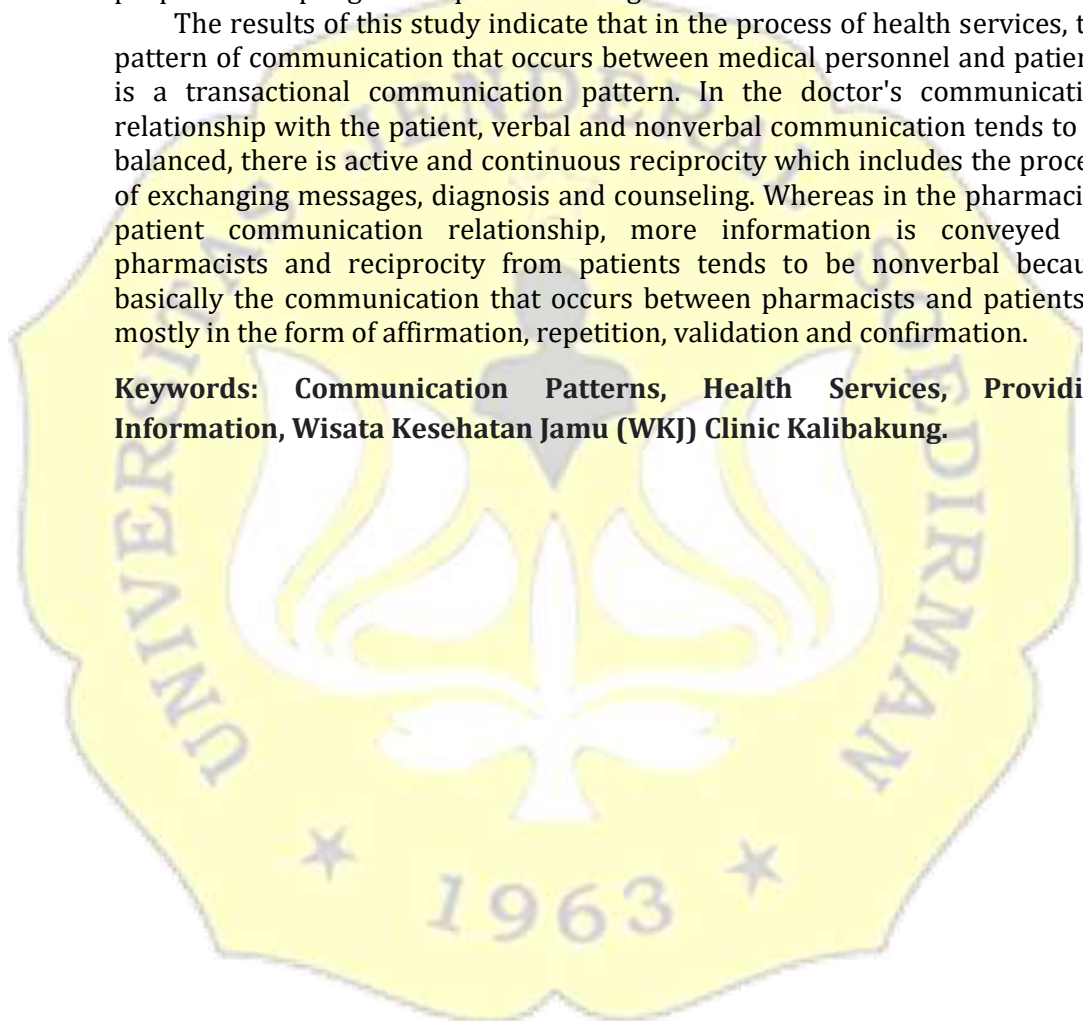 The results of this study indicate that in the process of health services, t
pattern of communication that occurs between medical personnel and patien
is a transactional communication pattern. In the doctor's communicati
relationship with the patient, verbal and nonverbal communication tends to
balanced, there is active and continuous reciprocity which includes the proce
of exchanging messages, diagnosis and counseling. Whereas in the pharmaci
patient communication relationship, more information is conveyed
pharmacists and reciprocity from patients tends to be nonverbal becau
basically the communication that occurs between pharmacists and patients
mostly in the form of affirmation, repetition, validation and confirmation.
Keywords: Communication Patterns, Health Services, Providi
Information, Wisata Kesehatan Jamu (WKJ) Clinic Kalibakung.
UNIVERSITAS JENDERAL SOEDIRMAN
1963